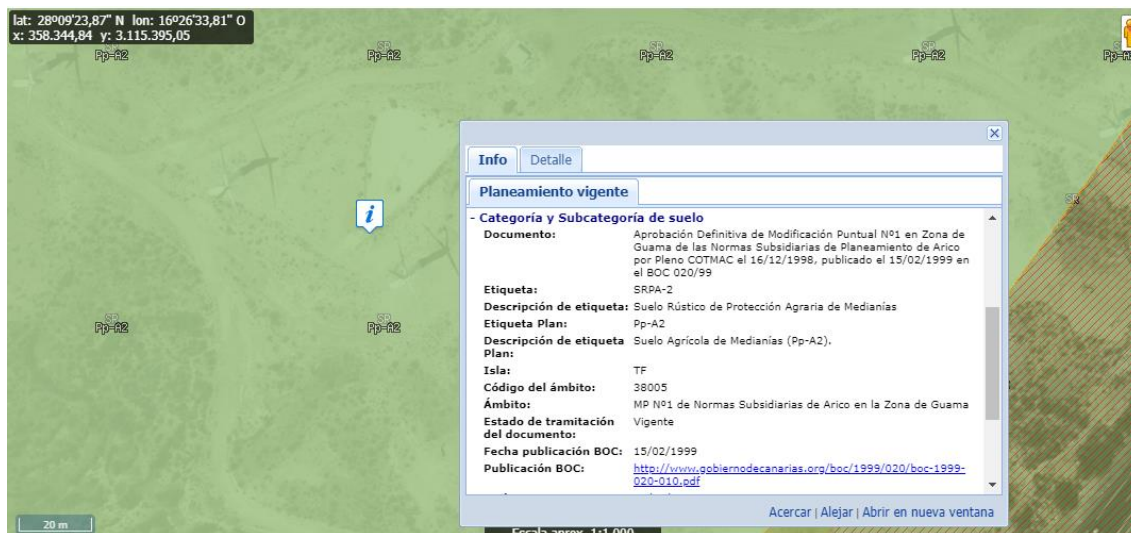 lat: 28º09'23,87" N lon: 16º26'33,81" O
x: 358.344,84 y: 3.115.395,05
SR
Pp-A2
SR
Pp-A2
SR
Pp-A2
SR
Pp-A2
Info
Detalle
Planeamiento vigente
- Categoría y Subcategoría de suelo
Documento: Aprobación Definitiva de Modificación Puntual Nº1 en Zona de
Guama de las Normas Subsidiarias de Planeamiento de Arico
por Pleno COTMAC el 16/12/1998, publicado el 15/02/1999 en
el BOC 020/99
Etiqueta: SRPA-2
Descripción de etiqueta: Suelo Rústico de Protección Agraria de Medianías
Etiqueta Plan: Pp-A2
Descripción de etiqueta Suelo Agrícola de Medianías (Pp-A2).
Plan:
Isla: TF
Código del ámbito: 38005
Ámbito: MP Nº1 de Normas Subsidiarias de Arico en la Zona de Guama
Estado de tramitación Vigente
del documento:
Fecha publicación BOC: 15/02/1999
Publicación BOC: http://www.gobiernodecanarias.org/boc/1999/020/boc-1999-
020-010.pdf
SR
SR
Pp-A2
SR
Pp-A2
Acercar | Alejar | Abrir en nueva ventana
20 m
Escala aprox. 1:1.000